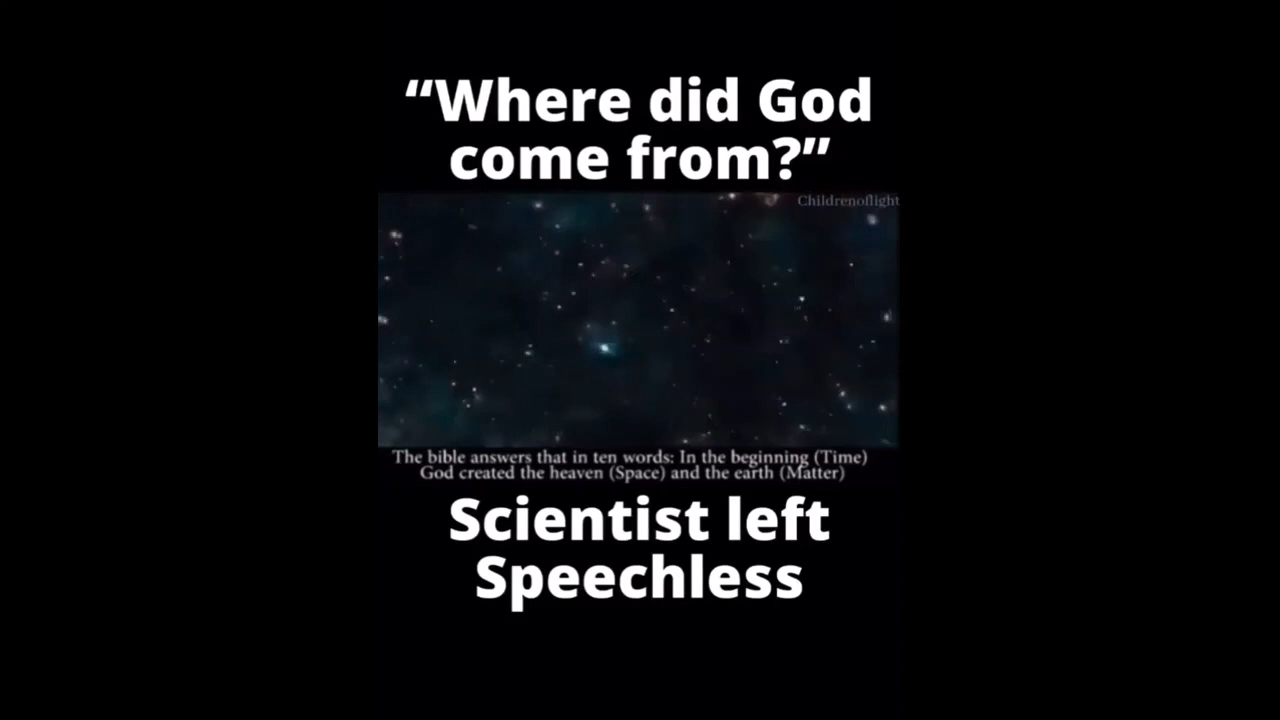 “Where did God
come from?”
Childrenoflight
The bible answers that in ten words: In the beginning (Time)
God created the heaven (Space) and the earth (Matter)
Scientist left
Speechless